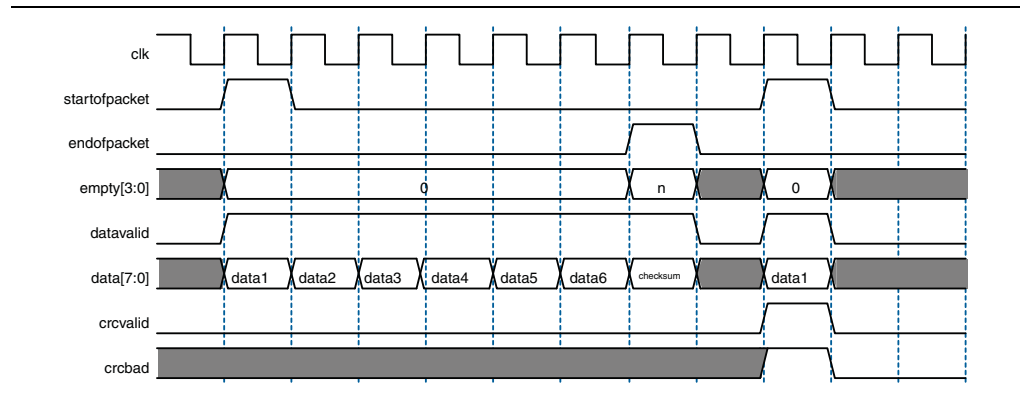 clk
startofpacket
endofpacket
empty[3:0] 0 n 0
datavalid
data[7:0] data1 data2 data3 data4 data5 data6 checksum data1
crcvalid
crcbad